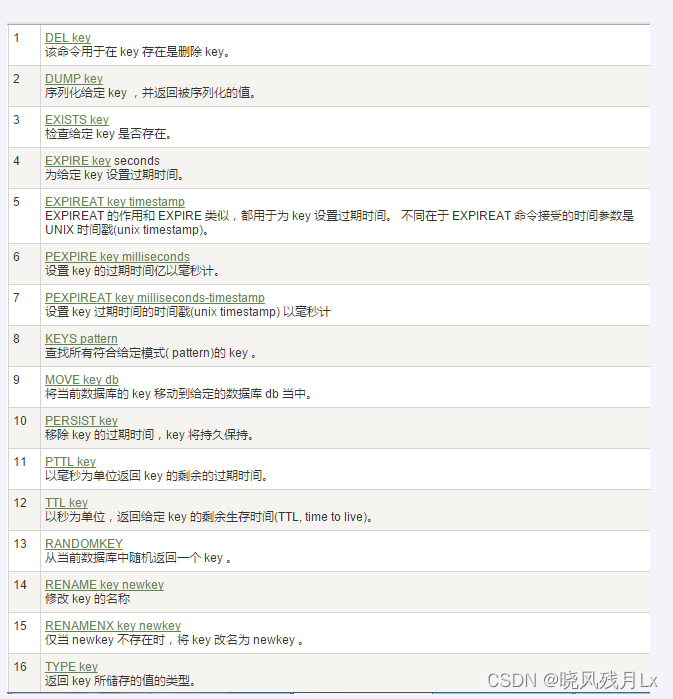 1 DEL key
该命令用于在 key 存在是删除 key。
2 DUMP key
序列化给定 key ，并返回被序列化的值。
3 EXISTS key
检查给定 key 是否存在。
4 EXPIRE key seconds
为给定 key 设置过期时间。
5 EXPIREAT key timestamp
EXPIREAT 的作用和 EXPIRE 类似，都用于为 key 设置过期时间。 不同在于 EXPIREAT 命令接受的时间参数是
UNIX 时间戳(unix timestamp)。
6 PEXPIRE key milliseconds
设置 key 的过期时间亿以毫秒计。
7 PEXPIREAT key milliseconds-timestamp
设置 key 过期时间的时间戳(unix timestamp) 以毫秒计
8 KEYS pattern
查找所有符合给定模式( pattern)的 key 。
9 MOVE key db
将当前数据库的 key 移动到给定的数据库 db 当中。
10 PERSIST key
移除 key 的过期时间，key 将持久保持。
11 PTTL key
以毫秒为单位返回 key 的剩余的过期时间。
12 TTL key
以秒为单位，返回给定 key 的剩余生存时间(TTL, time to live)。
13 RANDOMKEY
从当前数据库中随机返回一个 key 。
14 RENAME key newkey
修改 key 的名称
15 RENAMENX key newkey
仅当 newkey 不存在时，将 key 改名为 newkey 。
16 TYPE key
返回 key 所储存的值的类型。
CSDN @晓风残月Lx